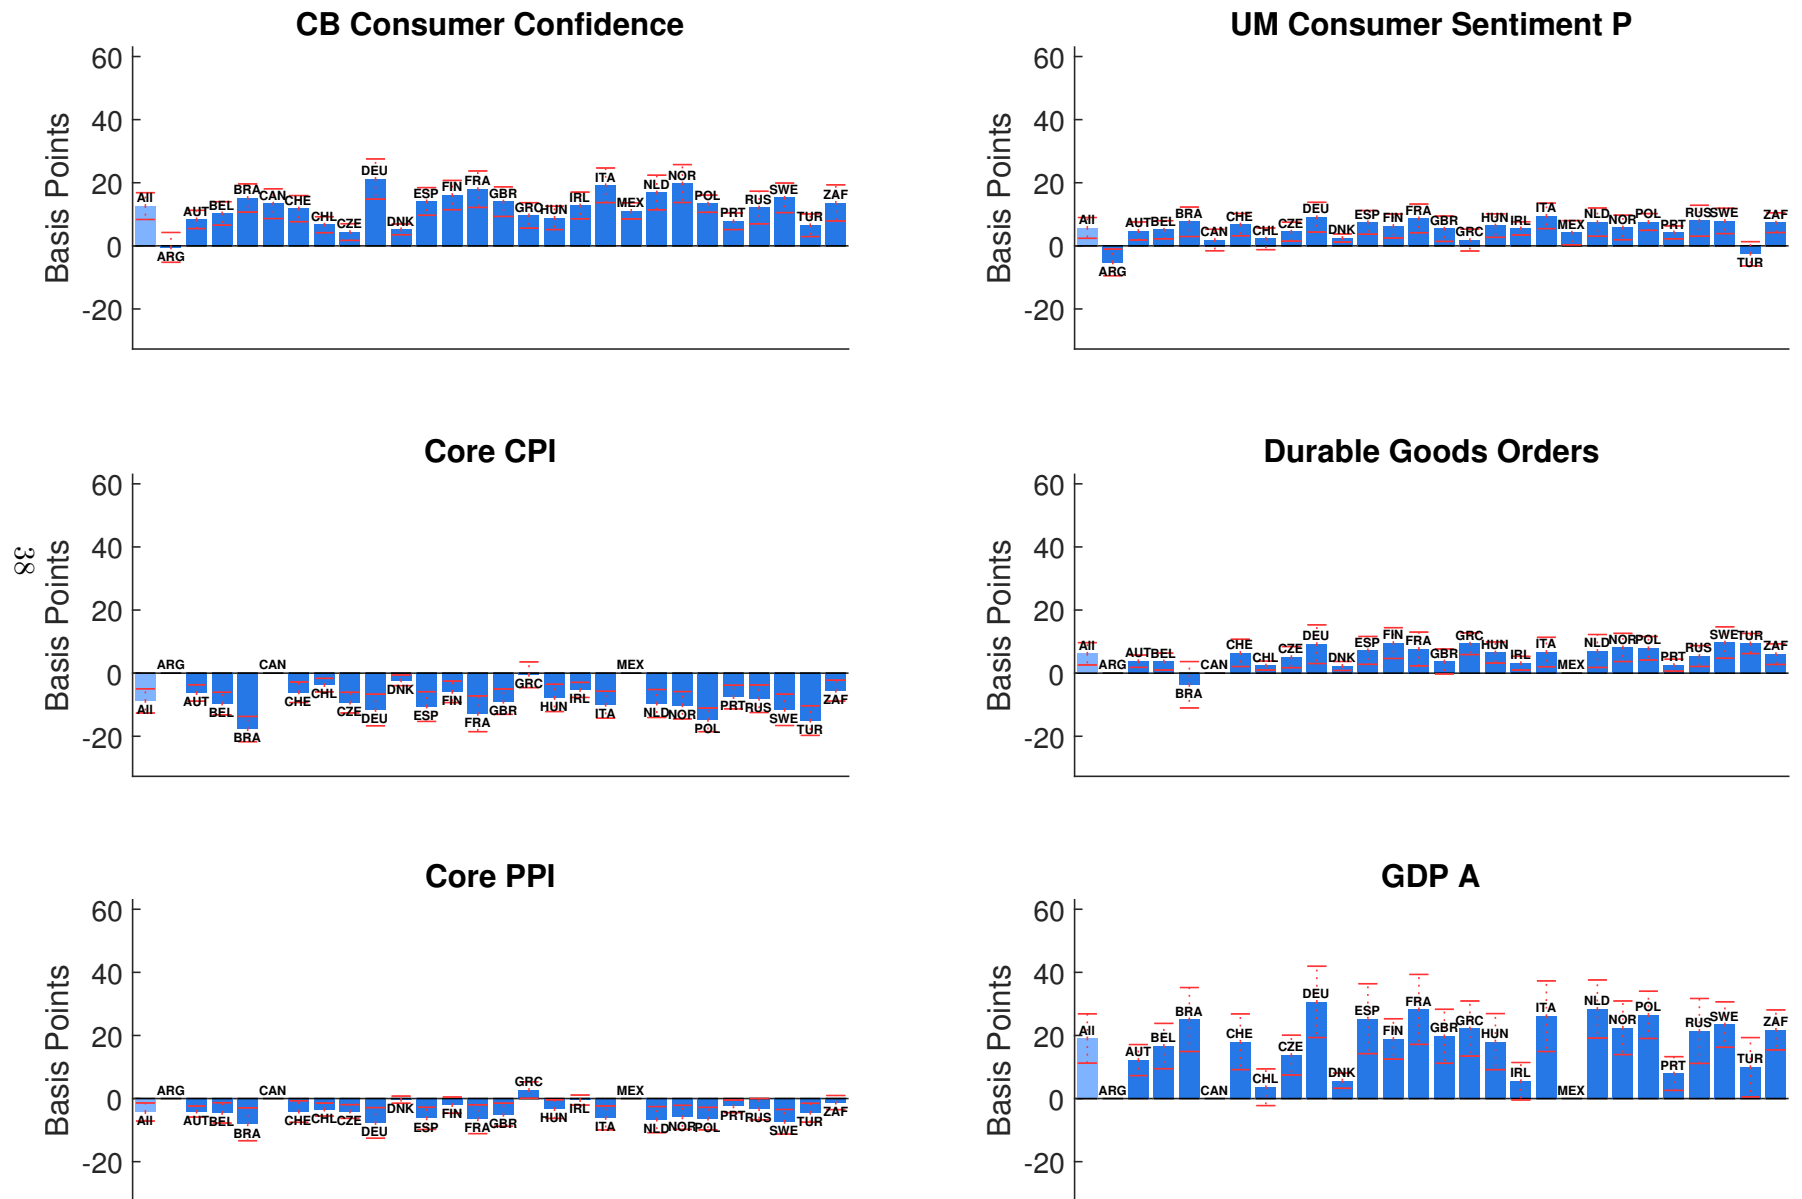 CB Consumer Confidence
60
40
20
0
-20
Basis Points
All ARG AUT BEL BRA CAN CHE CHL CZE DEU DNK ESP FIN FRA GBR GRC HUN IRL ITA MEX NLD NOR POL PRT RUS SWE TUR ZAF
UM Consumer Sentiment P
60
40
20
0
-20
Basis Points
All ARG AUT BEL BRA CAN CHE CHL CZE DEU DNK ESP FIN FRA GBR GRC HUN IRL ITA MEX NLD NOR POL PRT RUS SWE TUR ZAF
Core CPI
60
40
20
0
-20
Basis Points
All ARG AUT BEL BRA CAN CHE CHL CZE DEU DNK ESP FIN FRA GBR GRC HUN IRL ITA MEX NLD NOR POL PRT RUS SWE TUR ZAF
Durable Goods Orders
60
40
20
0
-20
Basis Points
All ARG AUT BEL BRA CAN CHE CHL CZE DEU DNK ESP FIN FRA GBR GRC HUN IRL ITA MEX NLD NOR POL PRT RUS SWE TUR ZAF
Core PPI
60
40
20
0
-20
Basis Points
All ARG AUT BEL BRA CAN CHE CHL CZE DEU DNK ESP FIN FRA GBR GRC HUN IRL ITA MEX NLD NOR POL PRT RUS SWE TUR ZAF
GDP A
60
40
20
0
-20
Basis Points
All ARG AUT BEL BRA CAN CHE CHL CZE DEU DNK ESP FIN FRA GBR GRC HUN IRL ITA MEX NLD NOR POL PRT RUS SWE TUR ZAF
38